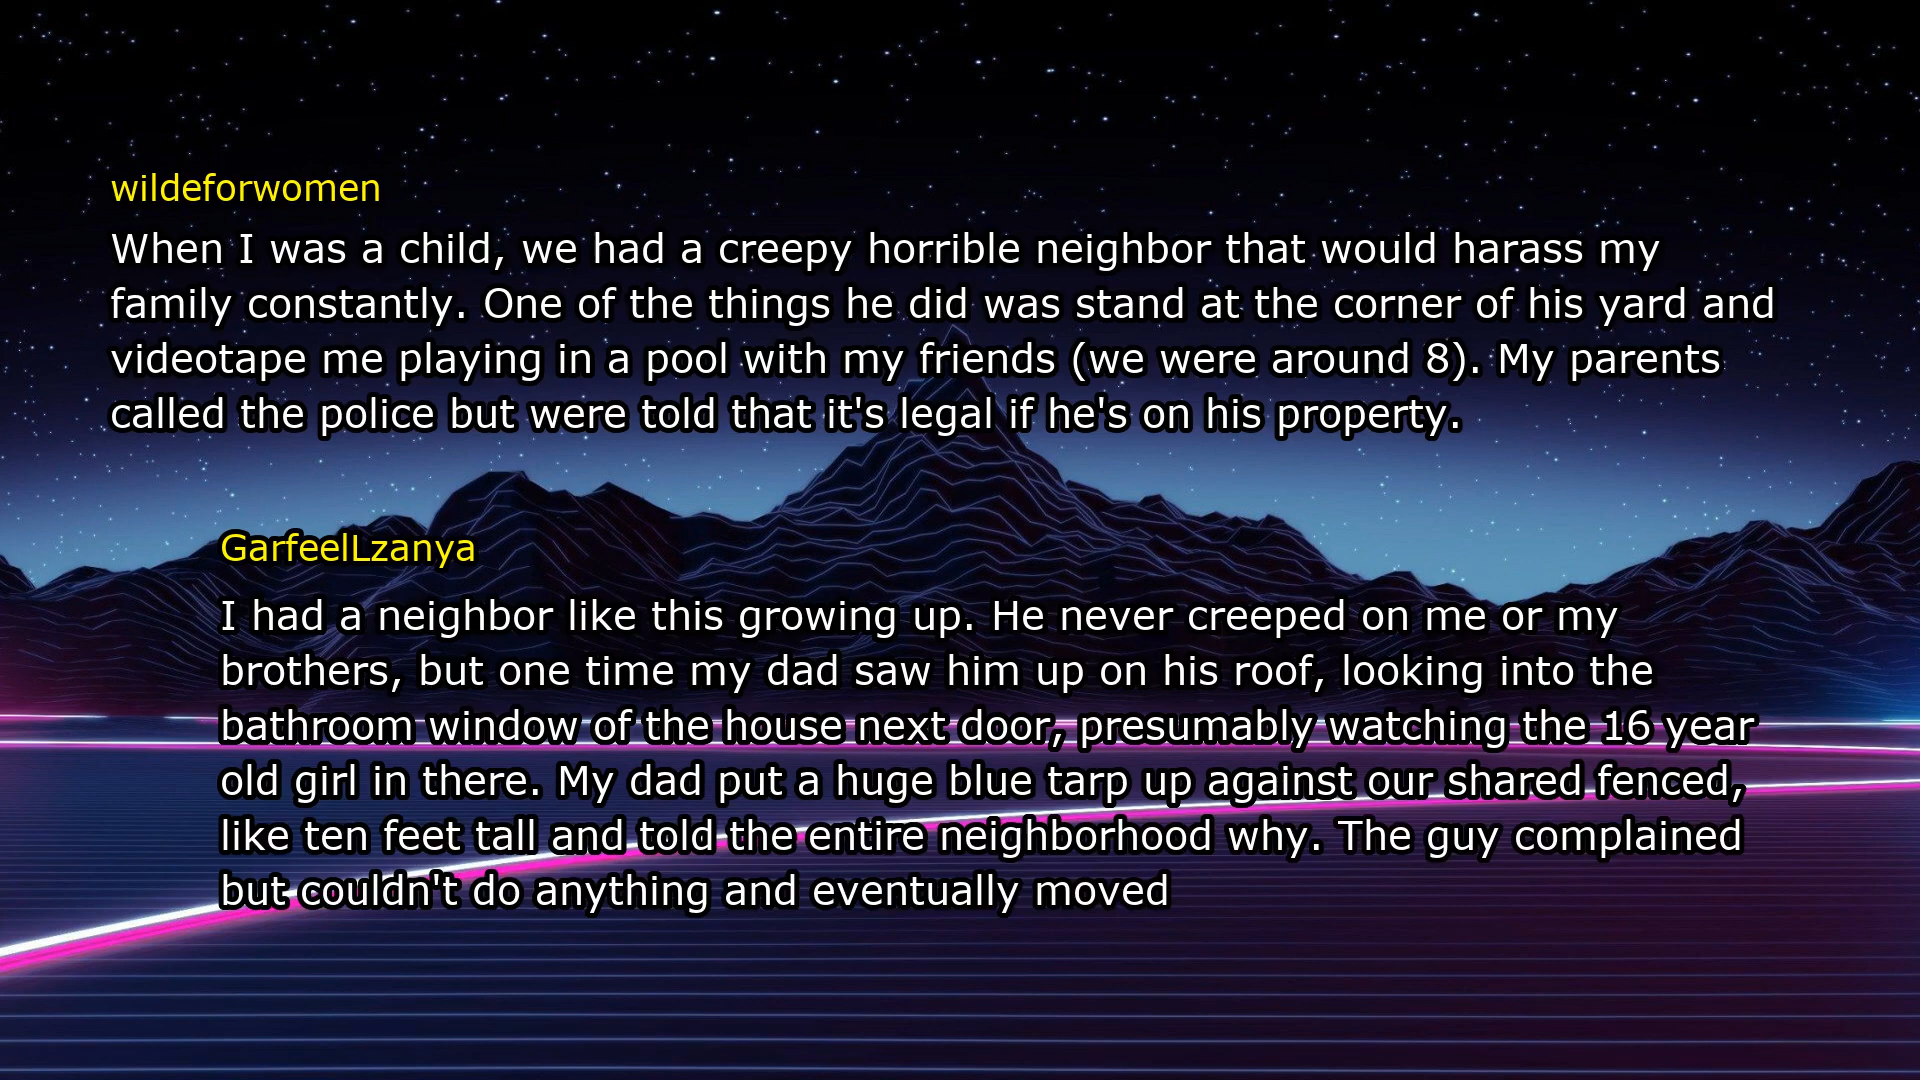 wildeforwomen
When I was a child, we had a creepy horrible neighbor that would harass my
family constantly. One of the things he did was stand at the corner of his yard and
videotape me playing in a pool with my friends (we were around 8). My parents
called the police but were told that it's legal if he's on his property.
GarfeelLzanya
I had a neighbor like this growing up. He never creeped on me or my
brothers, but one time my dad saw him up on his roof, looking into the
bathroom window of the house next door, presumably watching the 16 year
old girl in there. My dad put a huge blue tarp up against our shared fenced,
like ten feet tall and told the entire neighborhood why. The guy complained
but couldn't do anything and eventually moved